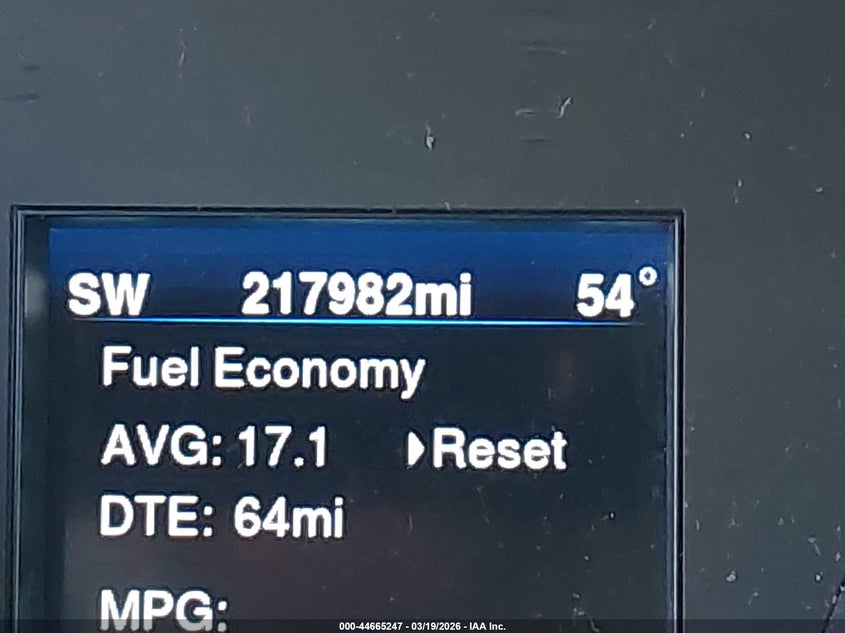 SW 217982mi 54°
Fuel Economy
AVG: 17.1 Reset
DTE: 64mi
MPG:
000-44665247 - 03/19/2026 - IAA Inc.